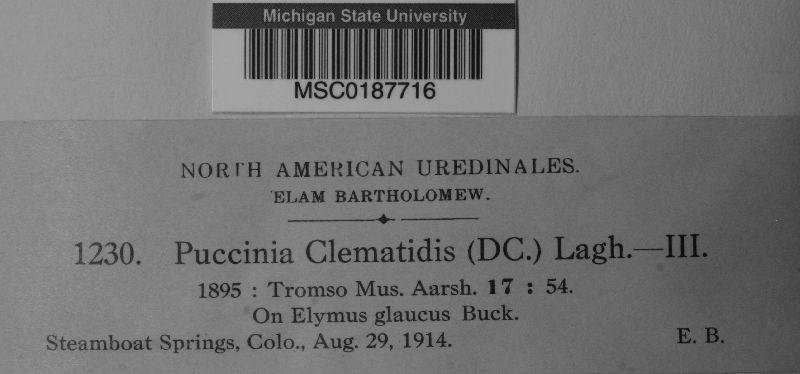 Michigan State University
MSC0187716
NORTH AMERICAN UREDINALES.
ELAM BARTHOLOMEW.
1230. Puccinia Clematidis (DC.) Lagh.—III.
1895 : Tromso Mus. Aarsh. 17 : 54.
On Elymus glaucus Buck.
Steamboat Springs, Colo., Aug. 29, 1914. E. B.